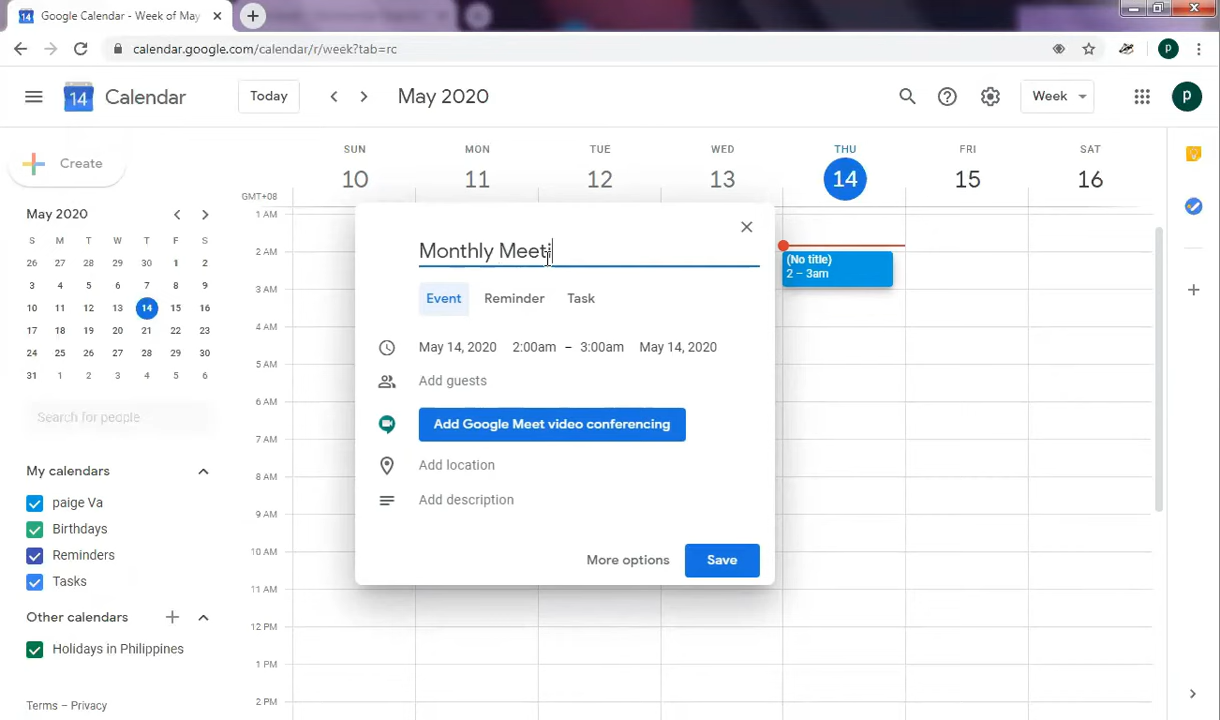 Google Calendar - Week of May
calendar.google.com/calendar/r/week?tab=rc
p
14
Calendar
Today
May 2020
Week
p
Create
SUN MON TUE WED THU FRI SAT
10 11 12 13 14 15 16
GMT+08
May 2020
S M T W T F S
26 27 28 29 30 1 2
3 4 5 6 7 8 9
10 11 12 13 14 15 16
17 18 19 20 21 22 23
24 25 26 27 28 29 30
31 1 2 3 4 5 6
Search for people
My calendars
paige Va
Birthdays
Reminders
Tasks
Other calendars
Holidays in Philippines
Terms – Privacy
1 AM
2 AM
3 AM
4 AM
5 AM
6 AM
7 AM
8 AM
9 AM
10 AM
11 AM
12 PM
1 PM
2 PM
(No title)
2 – 3am
Monthly Meeti
Event Reminder Task
May 14, 2020 2:00am – 3:00am May 14, 2020
Add guests
Add Google Meet video conferencing
Add location
Add description
More options
Save